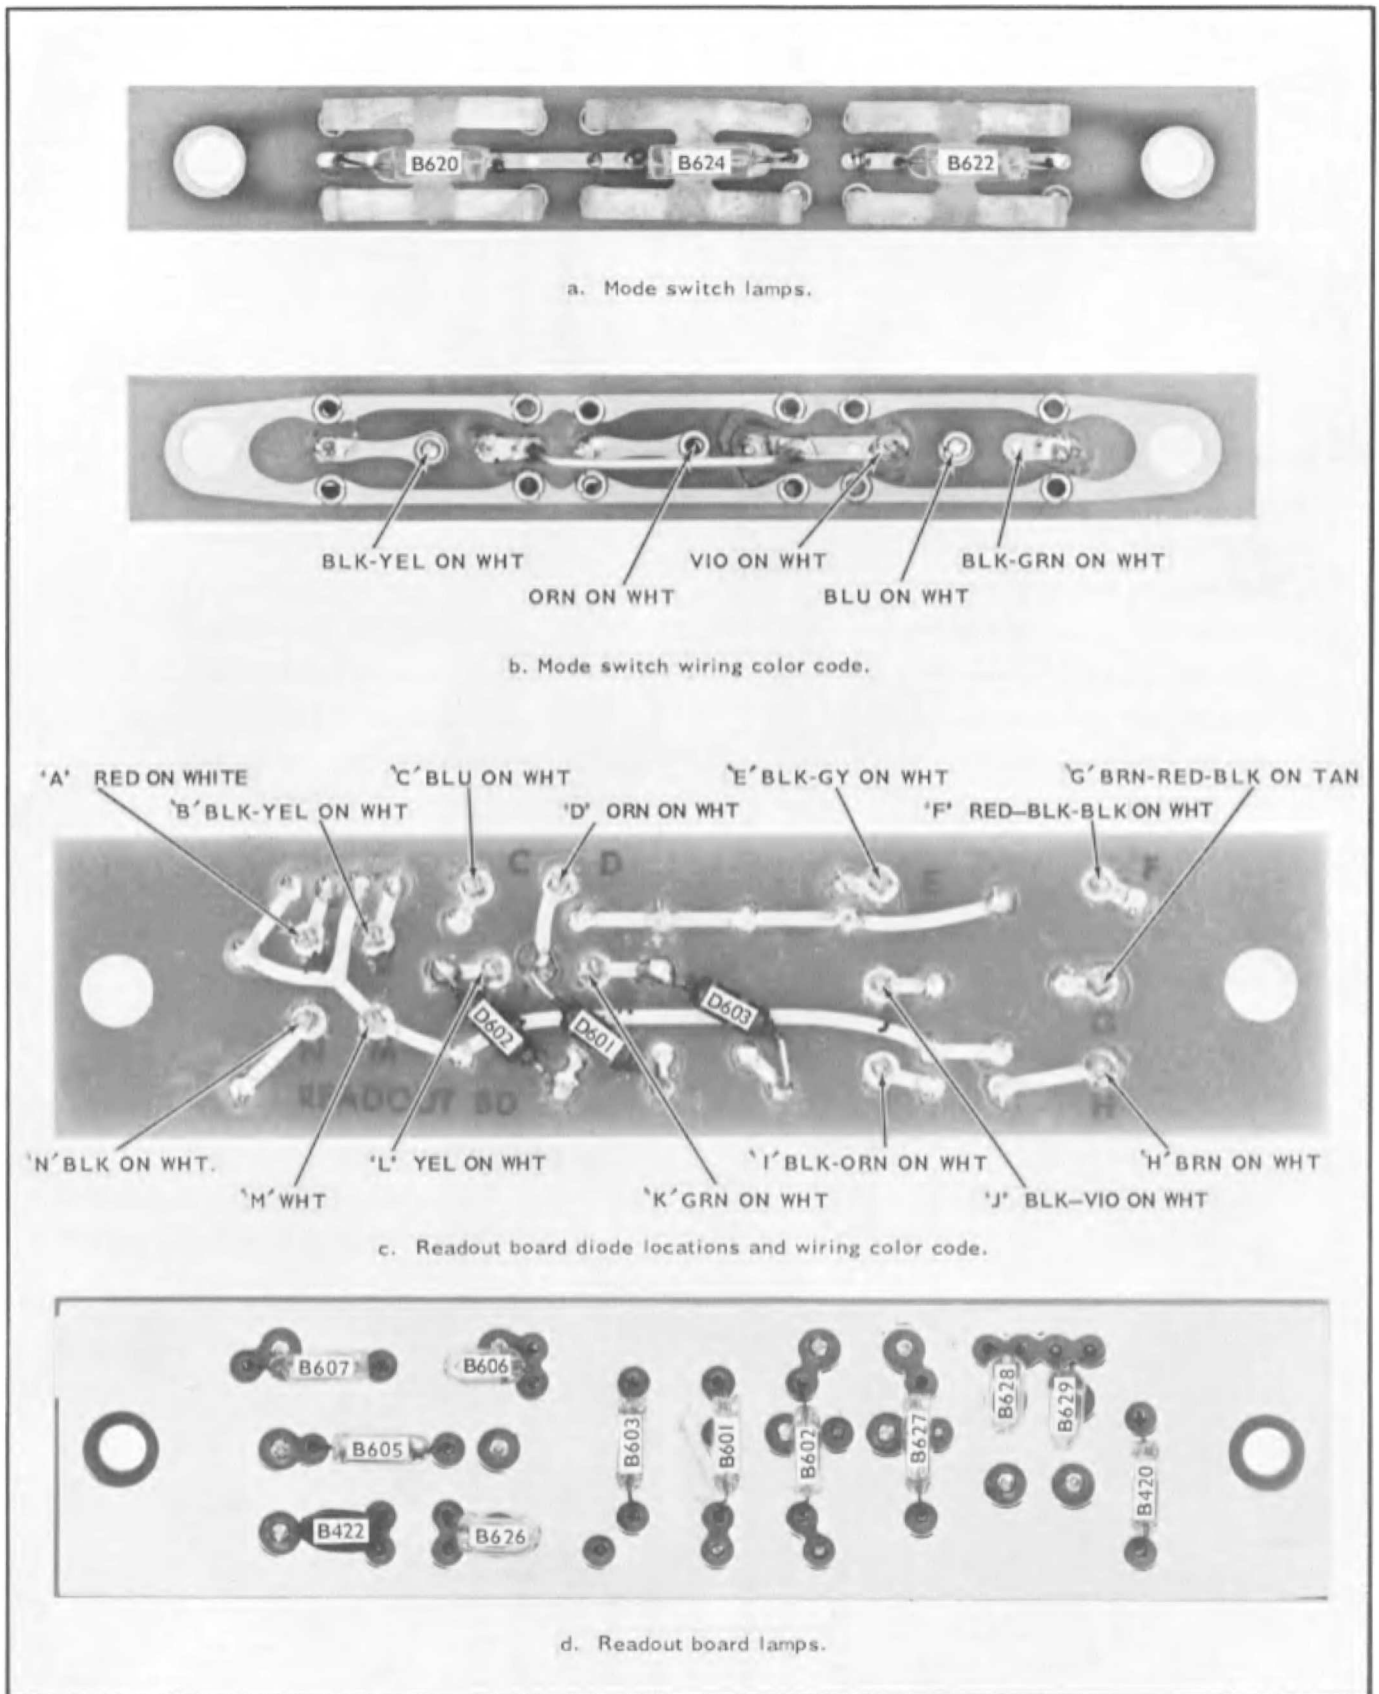 B620 B624 B622
a. Mode switch lamps.
BLK-YEL ON WHT VIO ON WHT BLK-GRN ON WHT
ORN ON WHT BLU ON WHT
b. Mode switch wiring color code.
'A' RED ON WHITE 'C' BLU ON WHT 'E' BLK-GY ON WHT 'G' BRN-RED-BLK ON TAN
'B' BLK-YEL ON WHT 'D' ORN ON WHT 'F' RED-BLK-BLK ON WHT
C D E F
D602 D601 D603
G
N M
READOUT BD H
'N' BLK ON WHT. 'L' YEL ON WHT 'I' BLK-ORN ON WHT 'H' BRN ON WHT
'M' WHT 'K' GRN ON WHT 'J' BLK-VIO ON WHT
c. Readout board diode locations and wiring color code.
B607 B606 B628 B629
B605 B603 B601 B602 B627 B420
B422 B626
d. Readout board lamps.